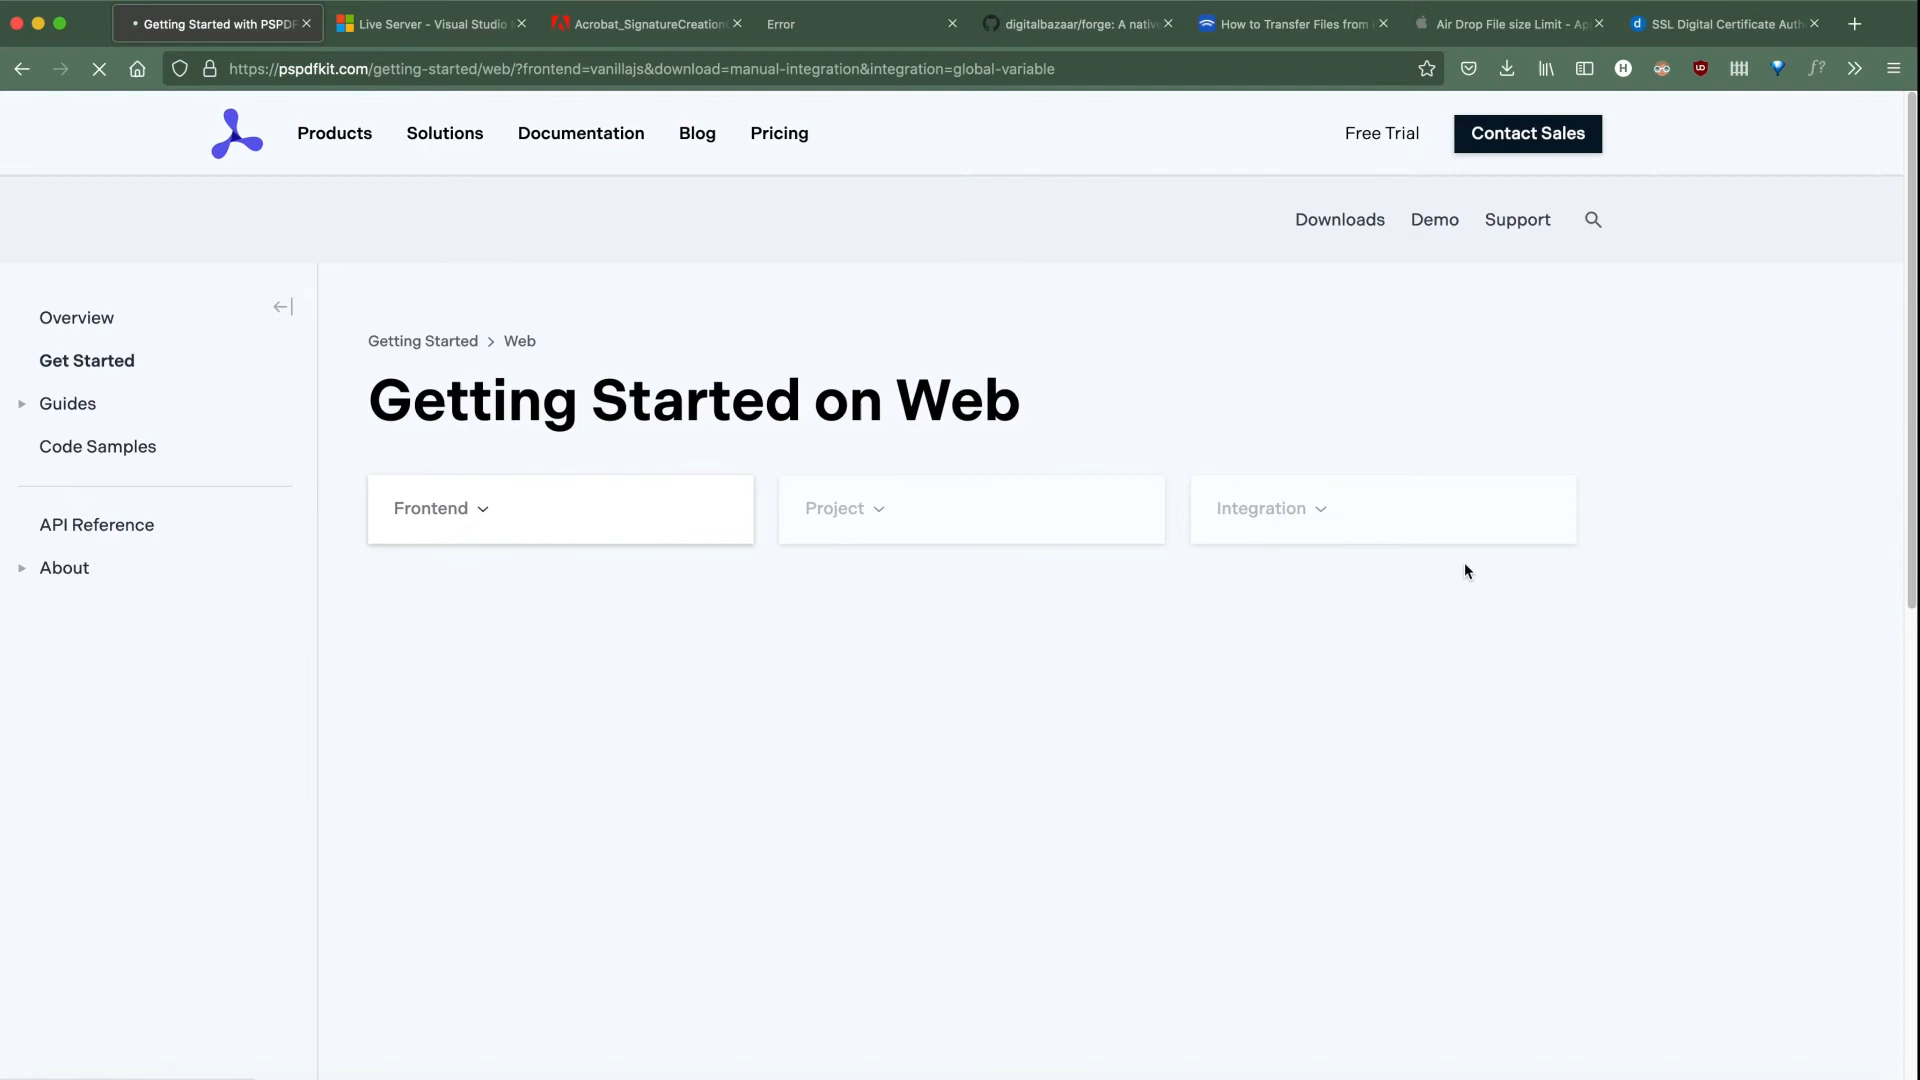 Getting Started with PSPDF
Live Server - Visual Studio
Acrobat_SignatureCreation
Error
digitalbazaar/forge: A nativ
How to Transfer Files from
Air Drop File size Limit - Ap
SSL Digital Certificate Auth
https://pspdfkit.com/getting-started/web/?frontend=vanillajs&download=manual-integration&integration=global-variable
Products
Solutions
Documentation
Blog
Pricing
Free Trial
Contact Sales
Downloads
Demo
Support
Overview
Get Started
Guides
Code Samples
API Reference
About
Getting Started > Web
Getting Started on Web
Frontend
Project
Integration